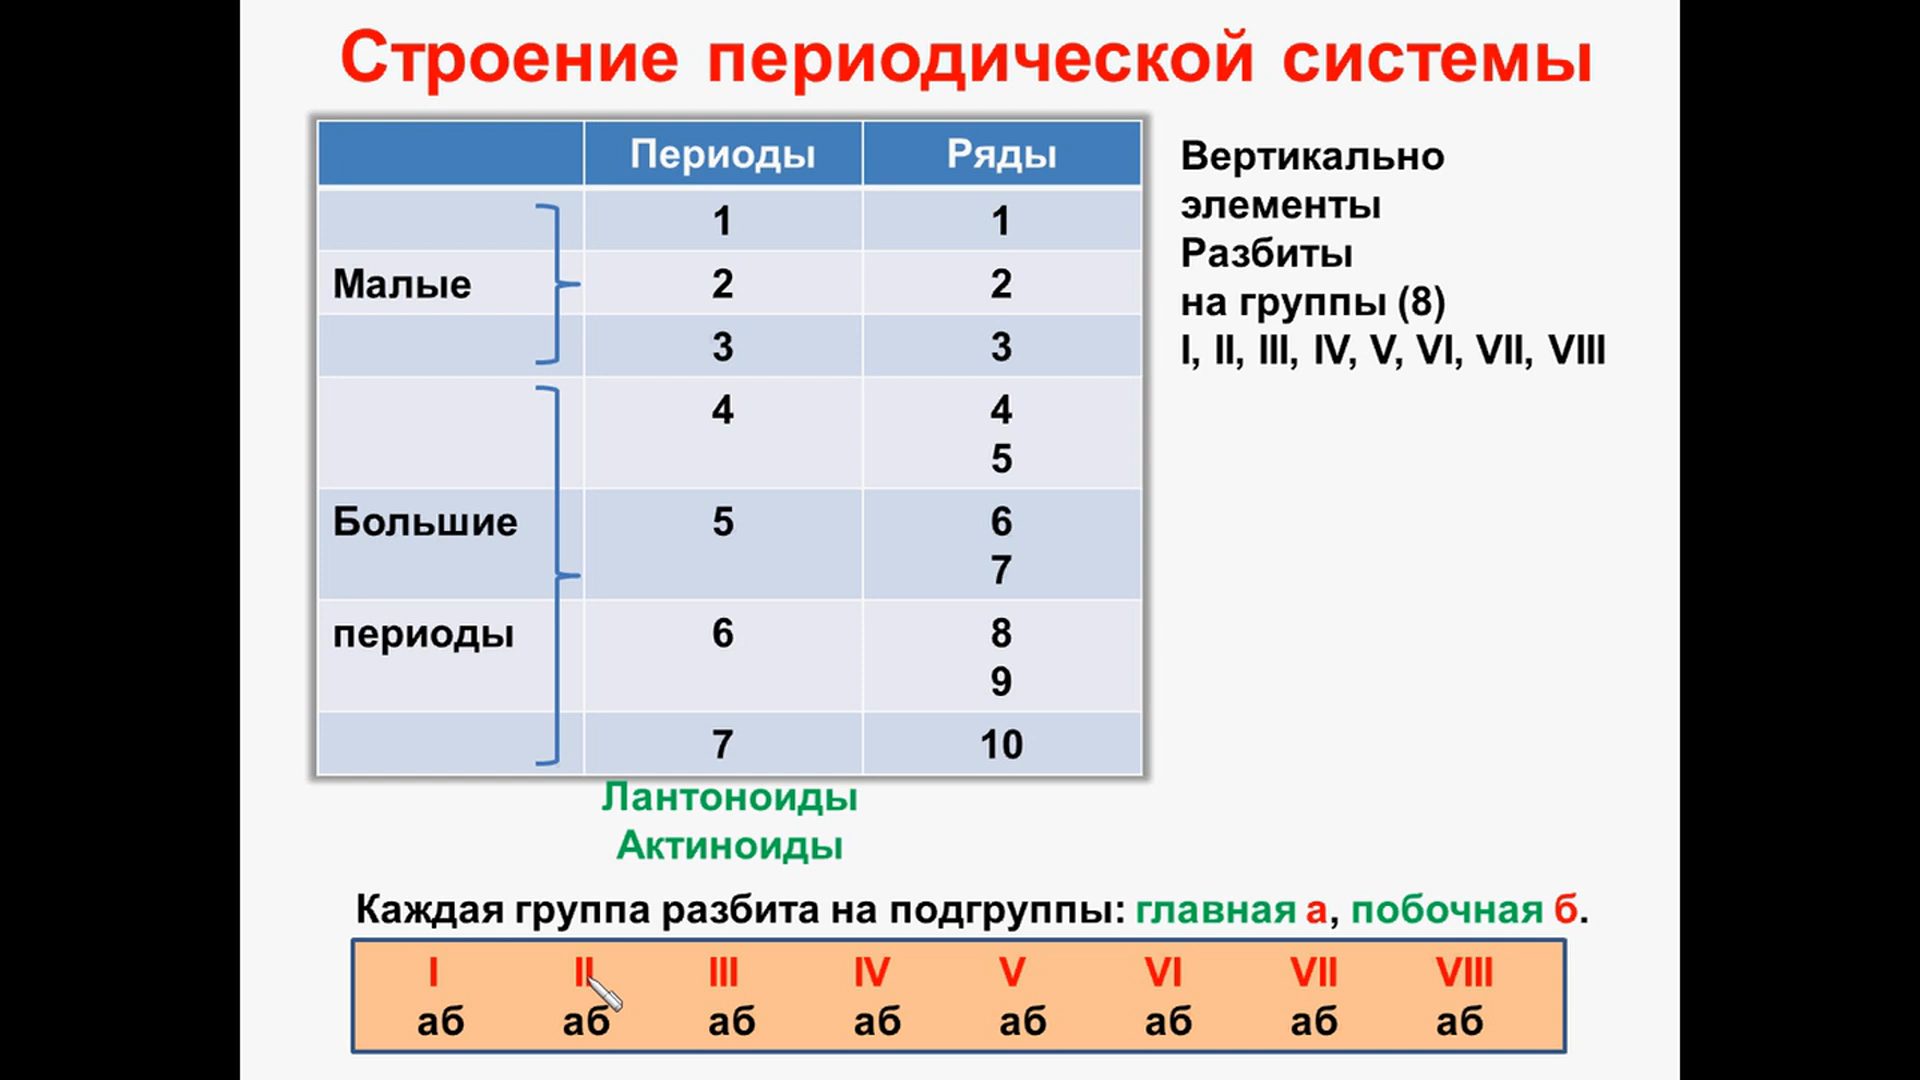 Строение периодической системы
Периоды Ряды
1 1
Малые 2 2
3 3
4 4
5
Большие 5 6
7
периоды 6 8
9
7 10
Вертикально
элементы
Разбиты
на группы (8)
I, II, III, IV, V, VI, VII, VIII
Лантоноиды
Актиноиды
Каждая группа разбита на подгруппы: главная а, побочная б.
I II III IV V VI VII VIII
аб аб аб аб аб аб аб аб